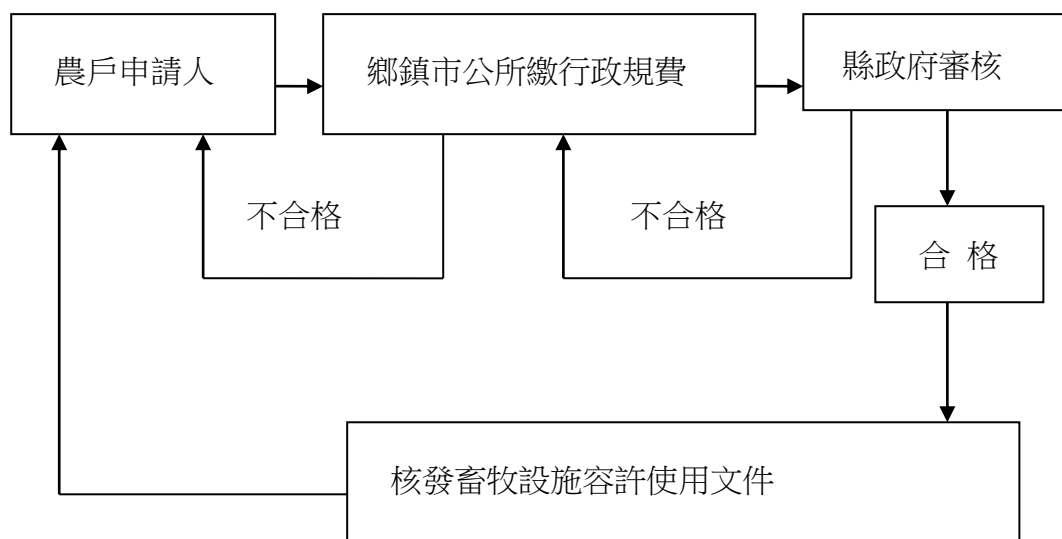 農戶申請人
鄉鎮市公所繳行政規費
縣政府審核
不合格
不合格
合 格
核發畜牧設施容許使用文件